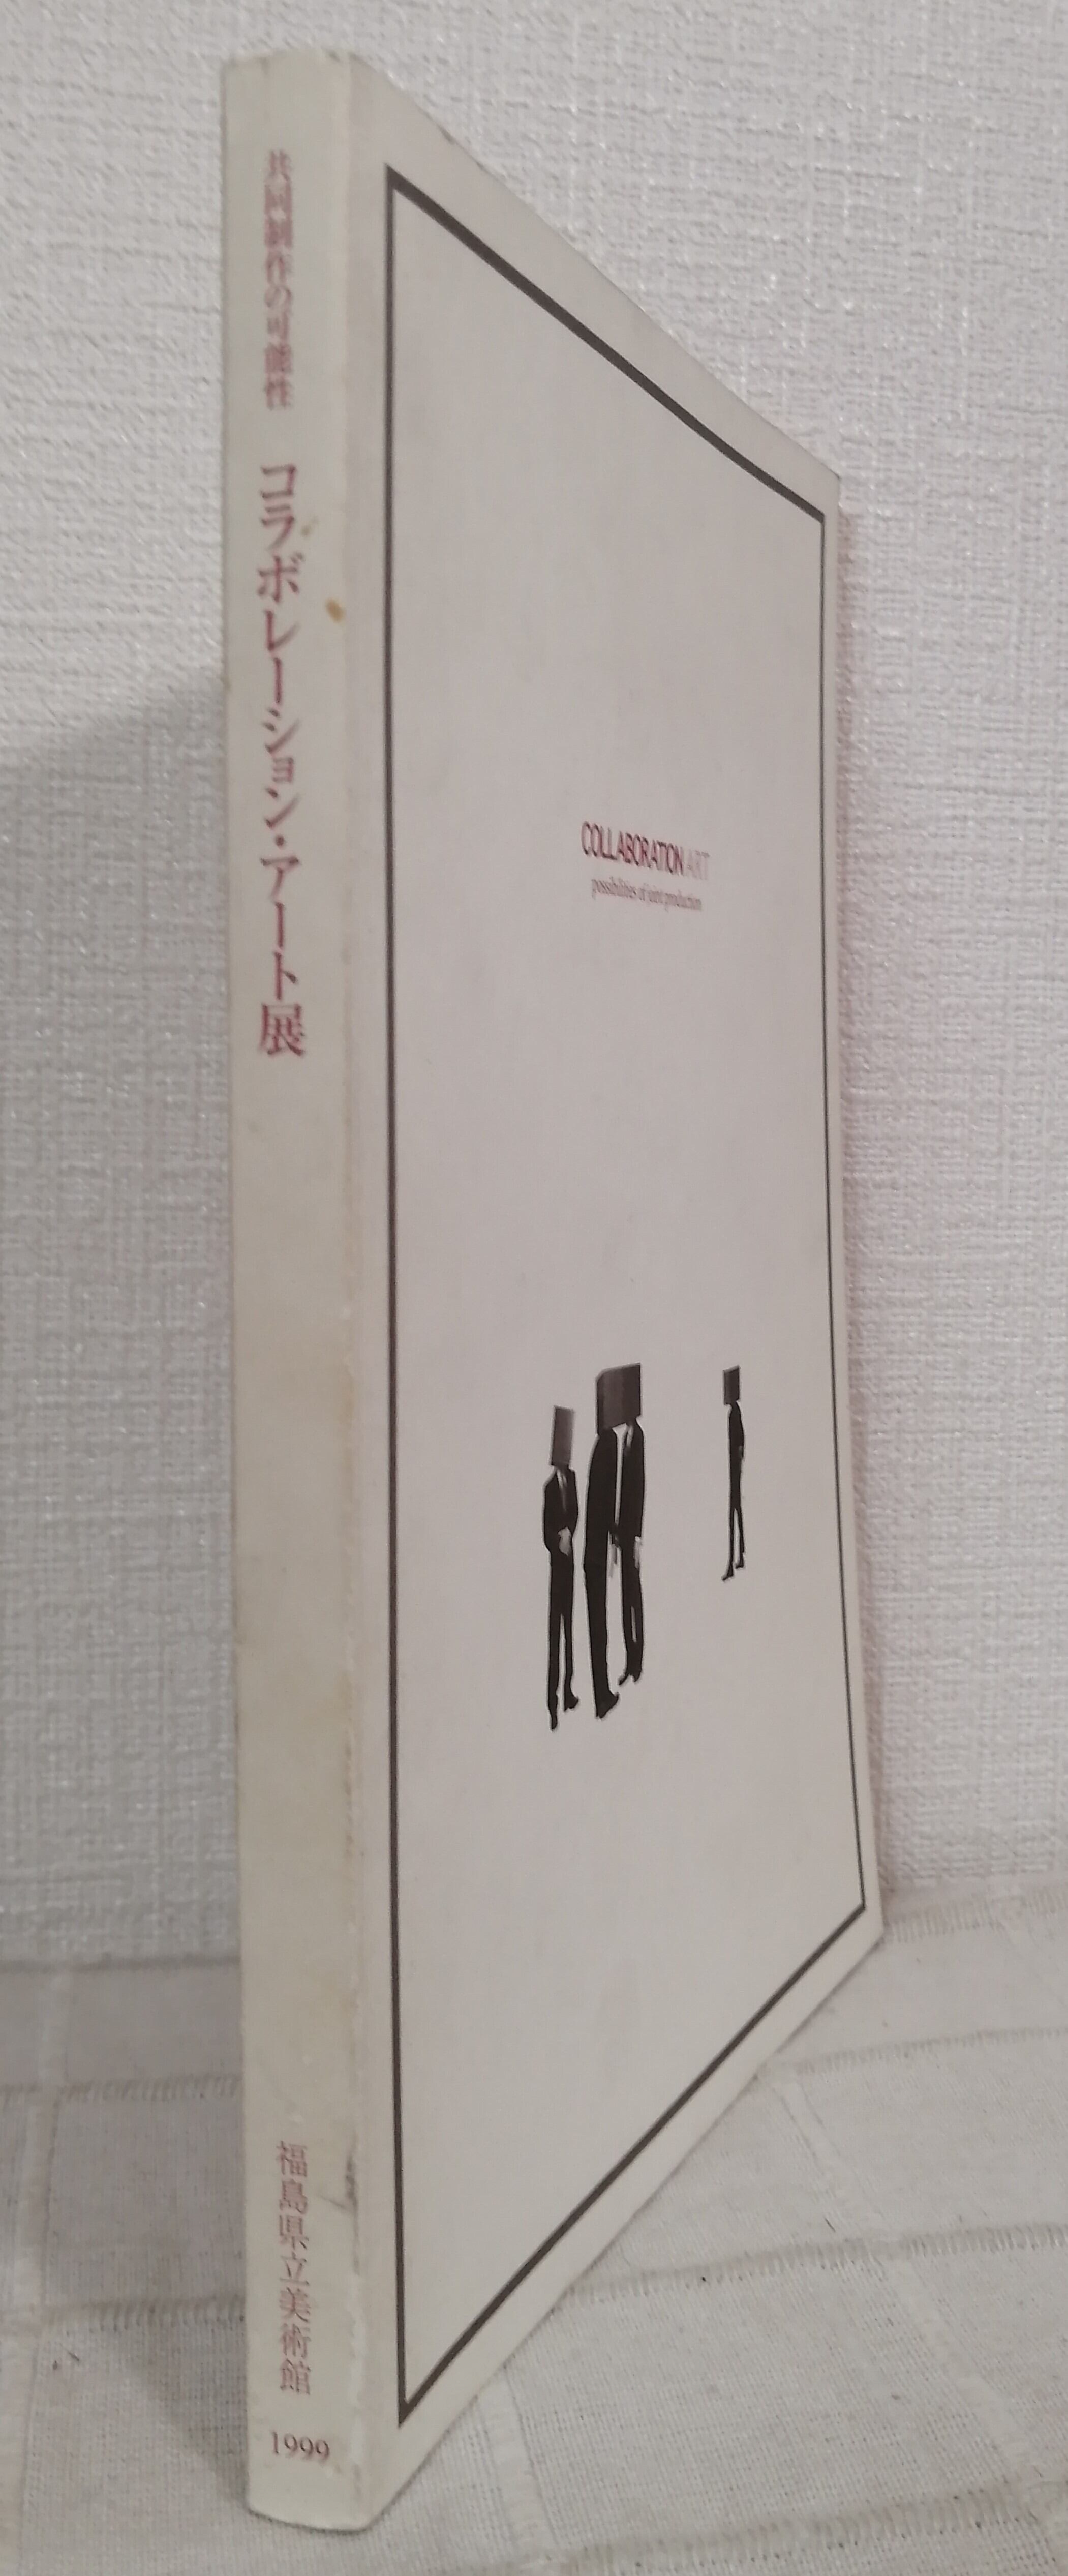 共同制作の可能性 コラボレーション・アート展
福島県立美術館
1999
COLLABORATION ART
possibilities of joint production